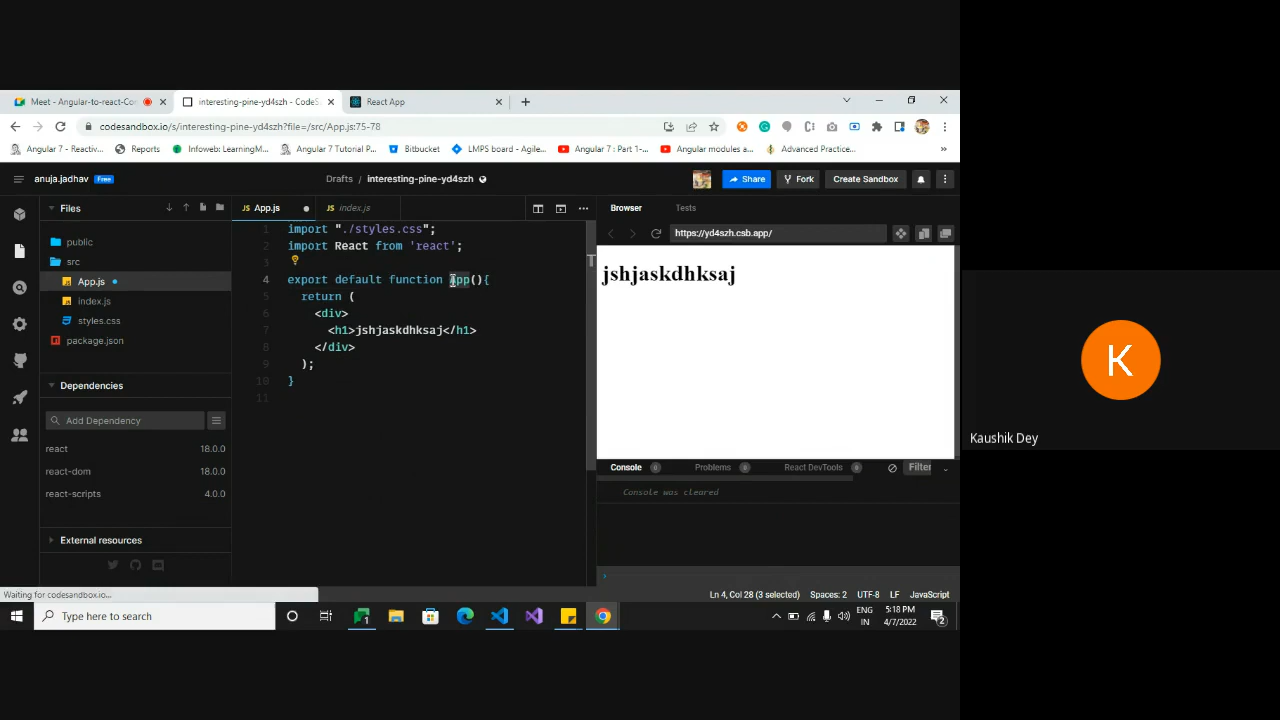 Meet - Angular-to-react-Con
interesting-pine-yd4szh - CodeS
React App
codesandbox.io/s/interesting-pine-yd4szh?file=/src/App.js:75-78
Angular 7 - Reactiv...
Reports
Infoweb: LearningM...
Angular 7 Tutorial P...
Bitbucket
LMPS board - Agile...
Angular 7 : Part 1-...
Angular modules a...
Advanced Practice...
»
anuja.jadhav Free
Drafts / interesting-pine-yd4szh
Share
Fork
Create Sandbox
Files
public
src
App.js
index.js
styles.css
package.json
Dependencies
Add Dependency
react 18.0.0
react-dom 18.0.0
react-scripts 4.0.0
External resources
Waiting for codesandbox.io...
JS App.js
JS index.js
1 import "./styles.css";
2 import React from 'react';
3
4 export default function App(){
5 return (
6 <div>
7 <h1>jshjaskdhksaj</h1>
8 </div>
9 );
10 }
11
Browser Tests
https://yd4szh.csb.app/
jshjaskdhksaj
Console 0 Problems 0 React DevTools 0 Filter
Console was cleared
Ln 4, Col 28 (3 selected) Spaces: 2 UTF-8 LF JavaScript
Type here to search
ENG
IN
5:18 PM
4/7/2022
2
K
Kaushik Dey